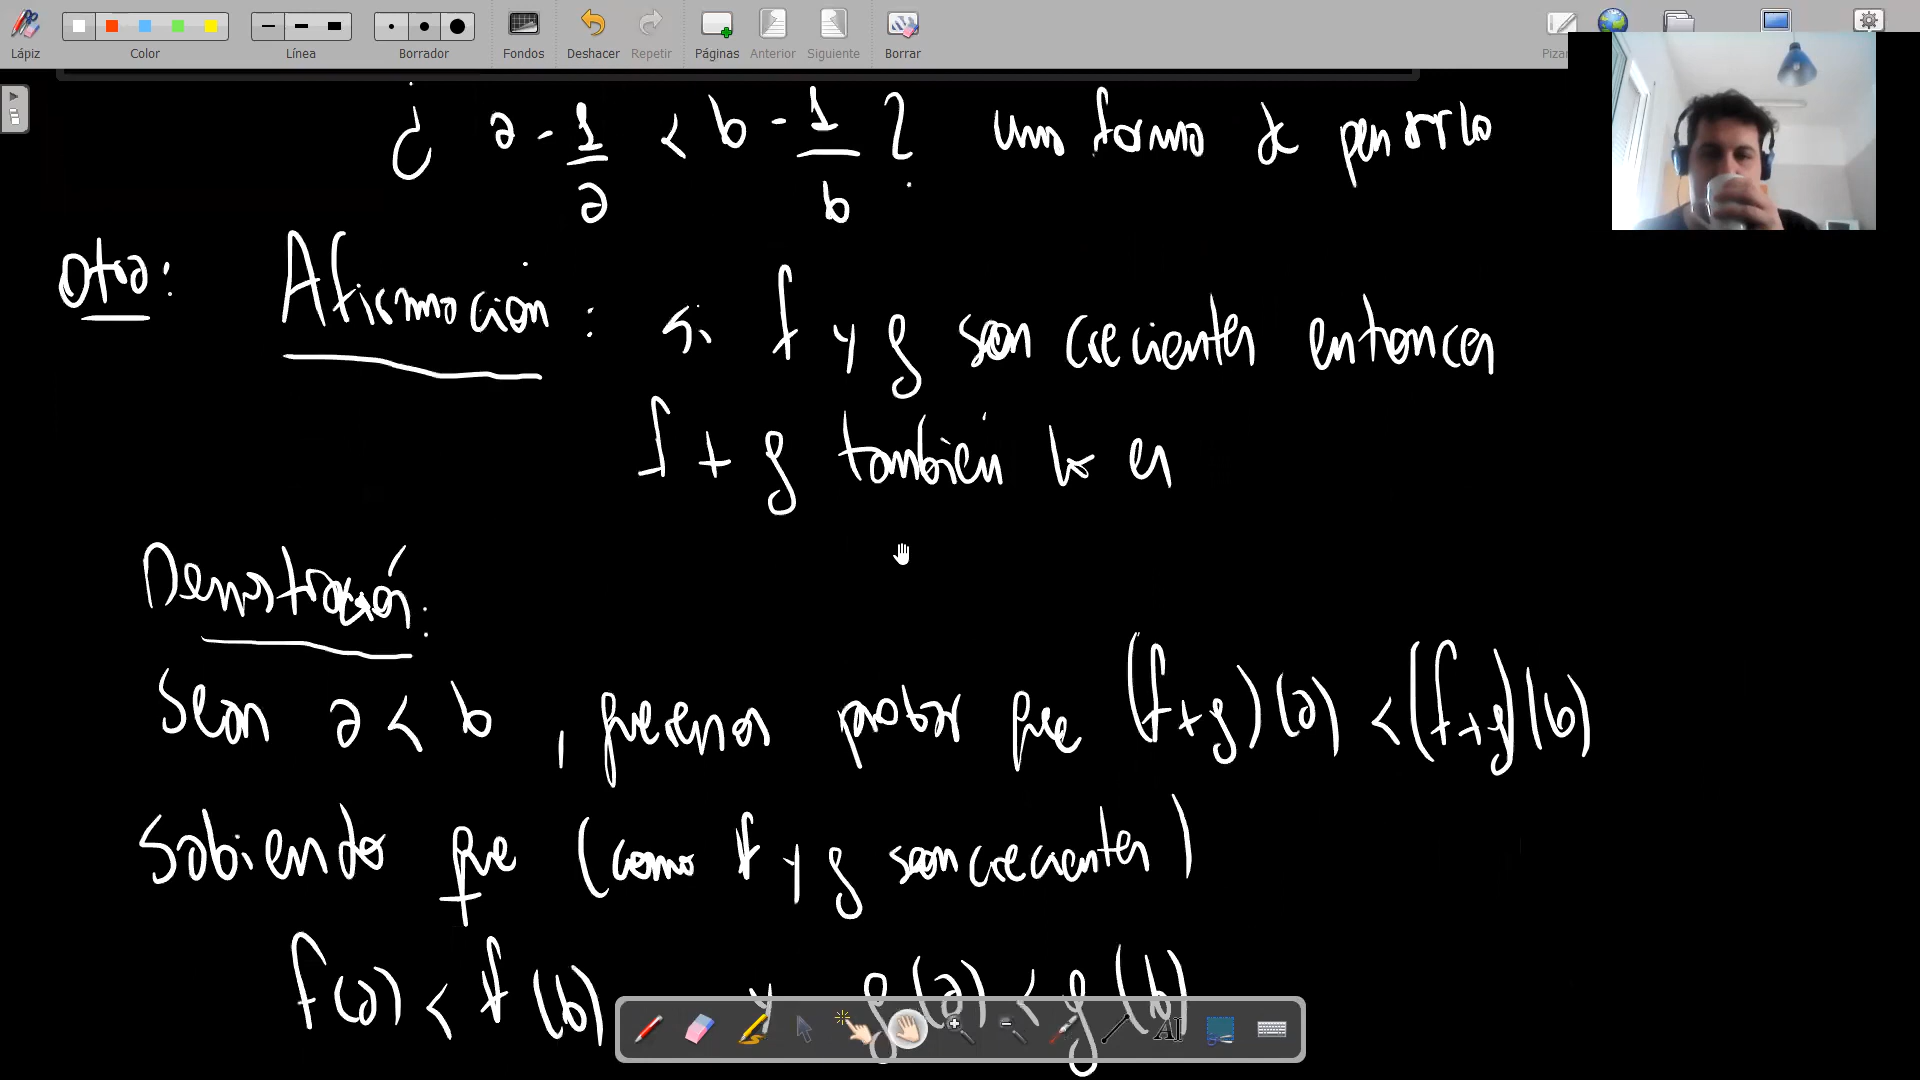 Lápiz Color Línea Borrador Fondos Deshacer Repetir Páginas Anterior Siguiente Borrar Pizar
¿ a - 1/a < b - 1/b ? una forma de pensarlo
Otra: Afirmación: si f y g son crecientes entonces
f + g también lo es
Demostración:
Sean a < b, queremos probar que (f+g)(a) < (f+g)(b)
Sabiendo que (como f y g son crecientes)
f(a) < f(b) y g(a) < g(b)